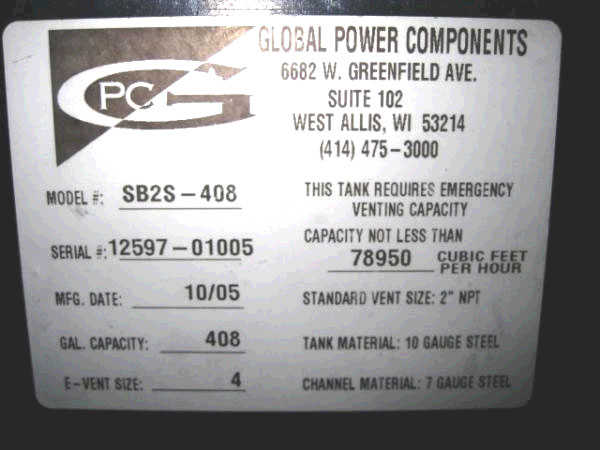 GLOBAL POWER COMPONENTS
6682 W. GREENFIELD AVE.
SUITE 102
WEST ALLIS, WI 53214
(414) 475-3000
PCG
MODEL #: SB2S-408
SERIAL #: 12597-01005
MFG. DATE: 10/05
GAL. CAPACITY: 408
E-VENT SIZE: 4
THIS TANK REQUIRES EMERGENCY
VENTING CAPACITY
CAPACITY NOT LESS THAN
78950 CUBIC FEET
PER HOUR
STANDARD VENT SIZE: 2" NPT
TANK MATERIAL: 10 GAUGE STEEL
CHANNEL MATERIAL: 7 GAUGE STEEL